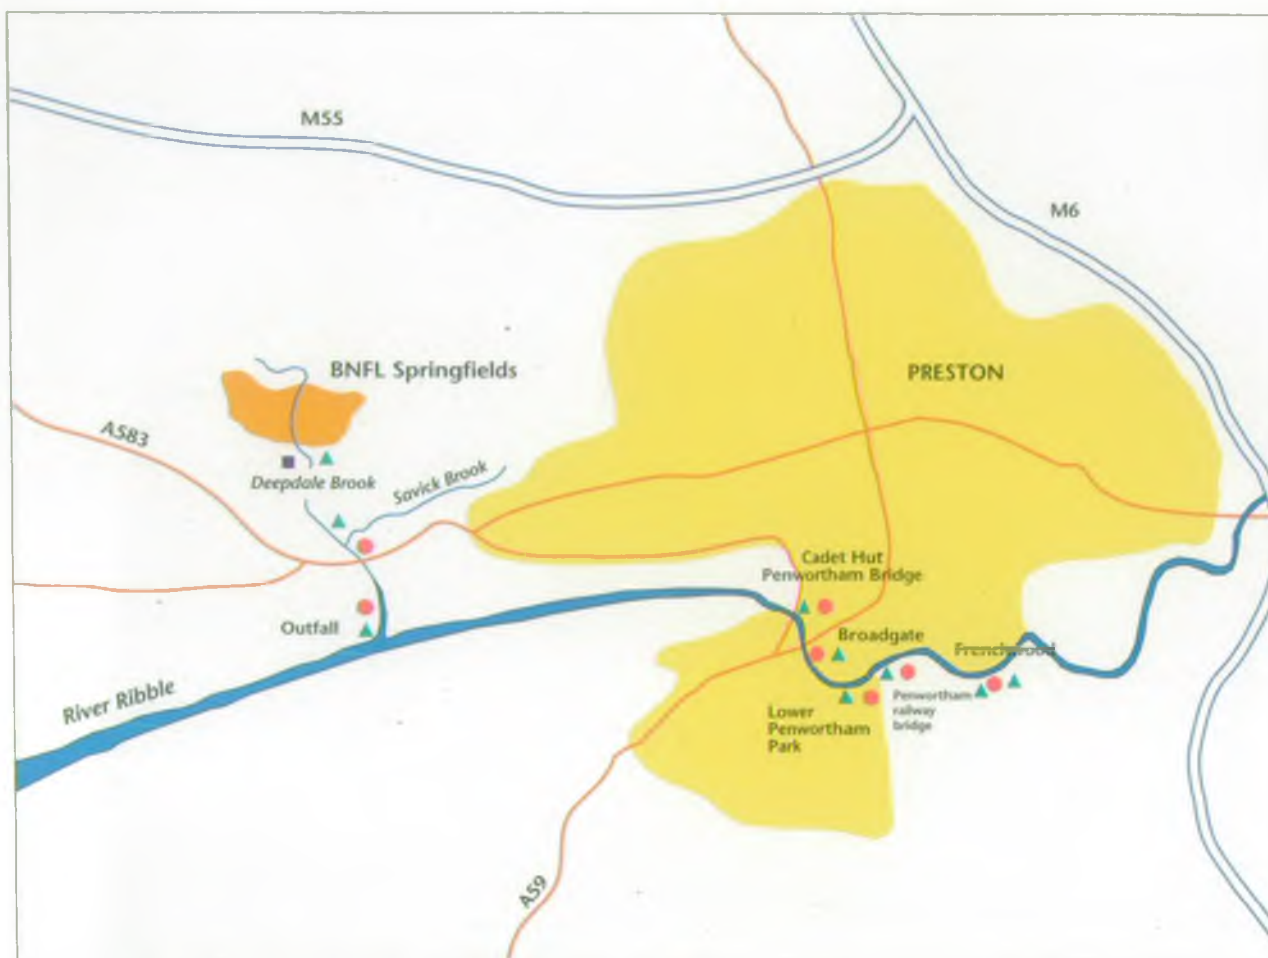 M55
M6
BNFL Springfields
PRESTON
A583
Deepdale Brook
Savick Brook
Cadet Hut
Penwortham Bridge
Outfall
Broadgate
Frenchwood
River Ribble
Penwortham
railway
bridge
Lower
Penwortham
Park
A59